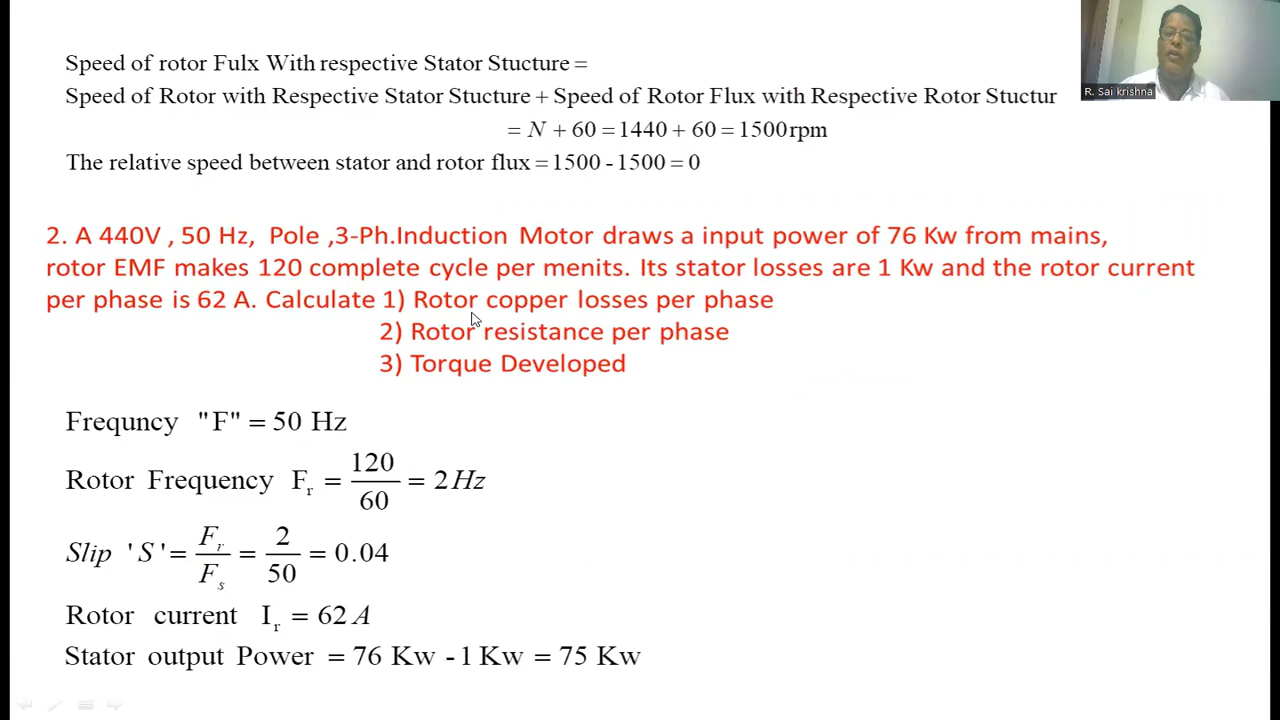 Speed of rotor Fulx With respective Stator Stucture =
Speed of Rotor with Respective Stator Stucture + Speed of Rotor Flux with Respective Rotor Stuctur
= N + 60 = 1440 + 60 = 1500 rpm
The relative speed between stator and rotor flux = 1500 - 1500 = 0
R. Sai krishna
2. A 440V , 50 Hz, Pole ,3-Ph.Induction Motor draws a input power of 76 Kw from mains,
rotor EMF makes 120 complete cycle per menits. Its stator losses are 1 Kw and the rotor current
per phase is 62 A. Calculate 1) Rotor copper losses per phase
2) Rotor resistance per phase
3) Torque Developed
Frequncy "F" = 50 Hz
Rotor Frequency F_r = 120/60 = 2 Hz
Slip 'S' = F_r/F_s = 2/50 = 0.04
Rotor current I_r = 62 A
Stator output Power = 76 Kw - 1 Kw = 75 Kw